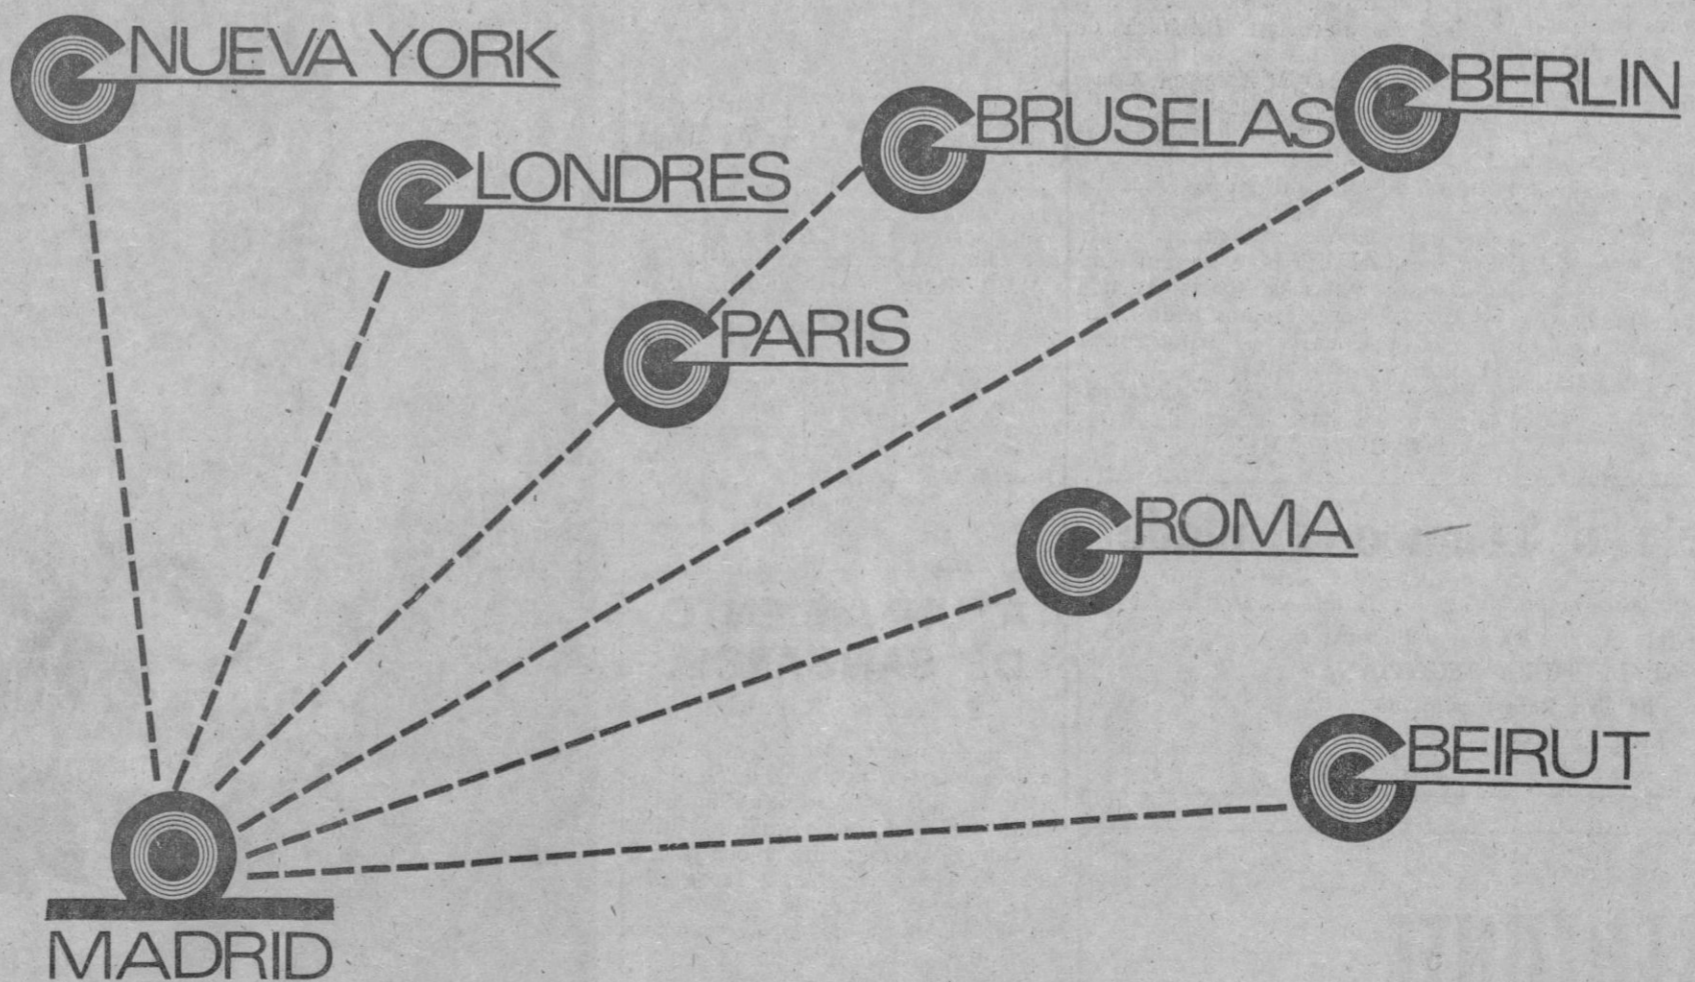 NUEVA YORK
LONDRES
BRUSELAS
BERLIN
PARIS
ROMA
BEIRUT
MADRID